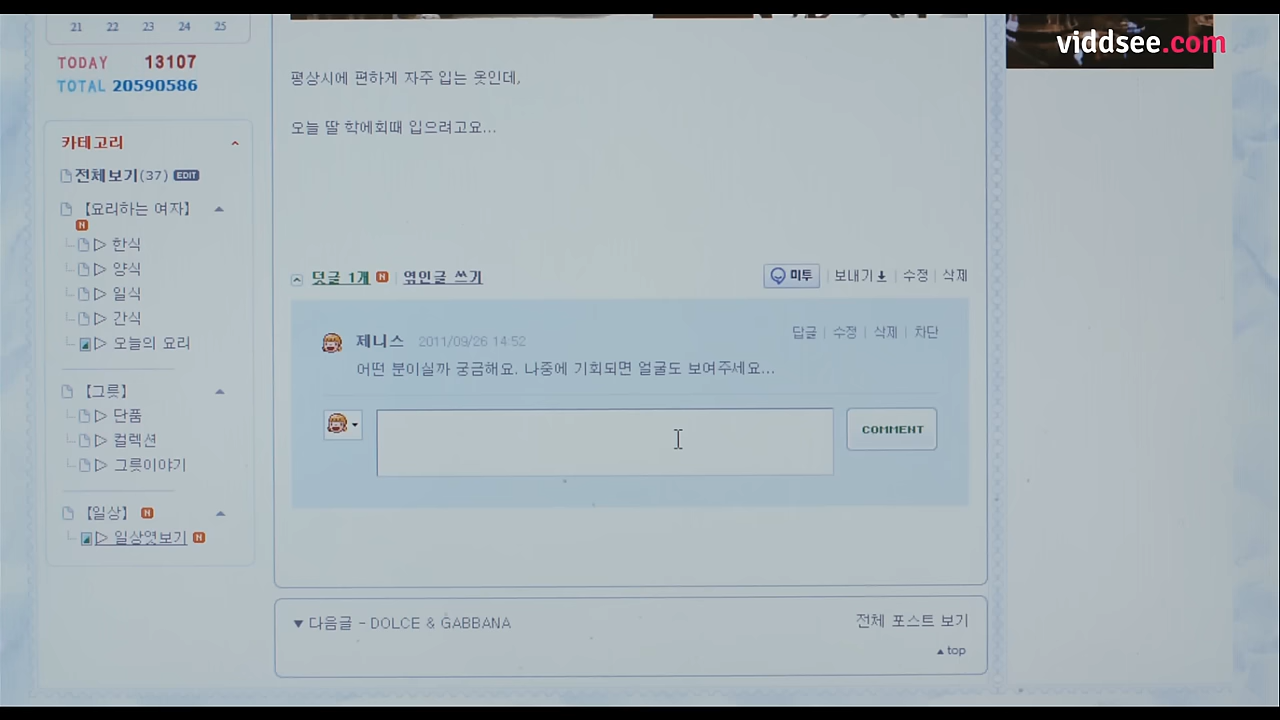 21 22 23 24 25
viddsee.com
TODAY 13107
TOTAL 20590586
평상시에 편하게 자주 입는 옷인데,
오늘 딸 학예회때 입으려고요...
카테고리
전체보기(37) EDIT
【요리하는 여자】
N
▷ 한식
▷ 양식
▷ 일식
▷ 간식
▷ 오늘의 요리
【그릇】
▷ 단품
▷ 컬렉션
▷ 그릇이야기
【일상】 N
▷ 일상엿보기 N
덧글 1개 N | 엮인글 쓰기
미투 | 보내기 | 수정 | 삭제
제니스 2011/09/26 14:52
답글 | 수정 | 삭제 | 차단
어떤 분이실까 궁금해요. 나중에 기회되면 얼굴도 보여주세요...
COMMENT
▼ 다음글 - DOLCE & GABBANA
전체 포스트 보기
▲ top